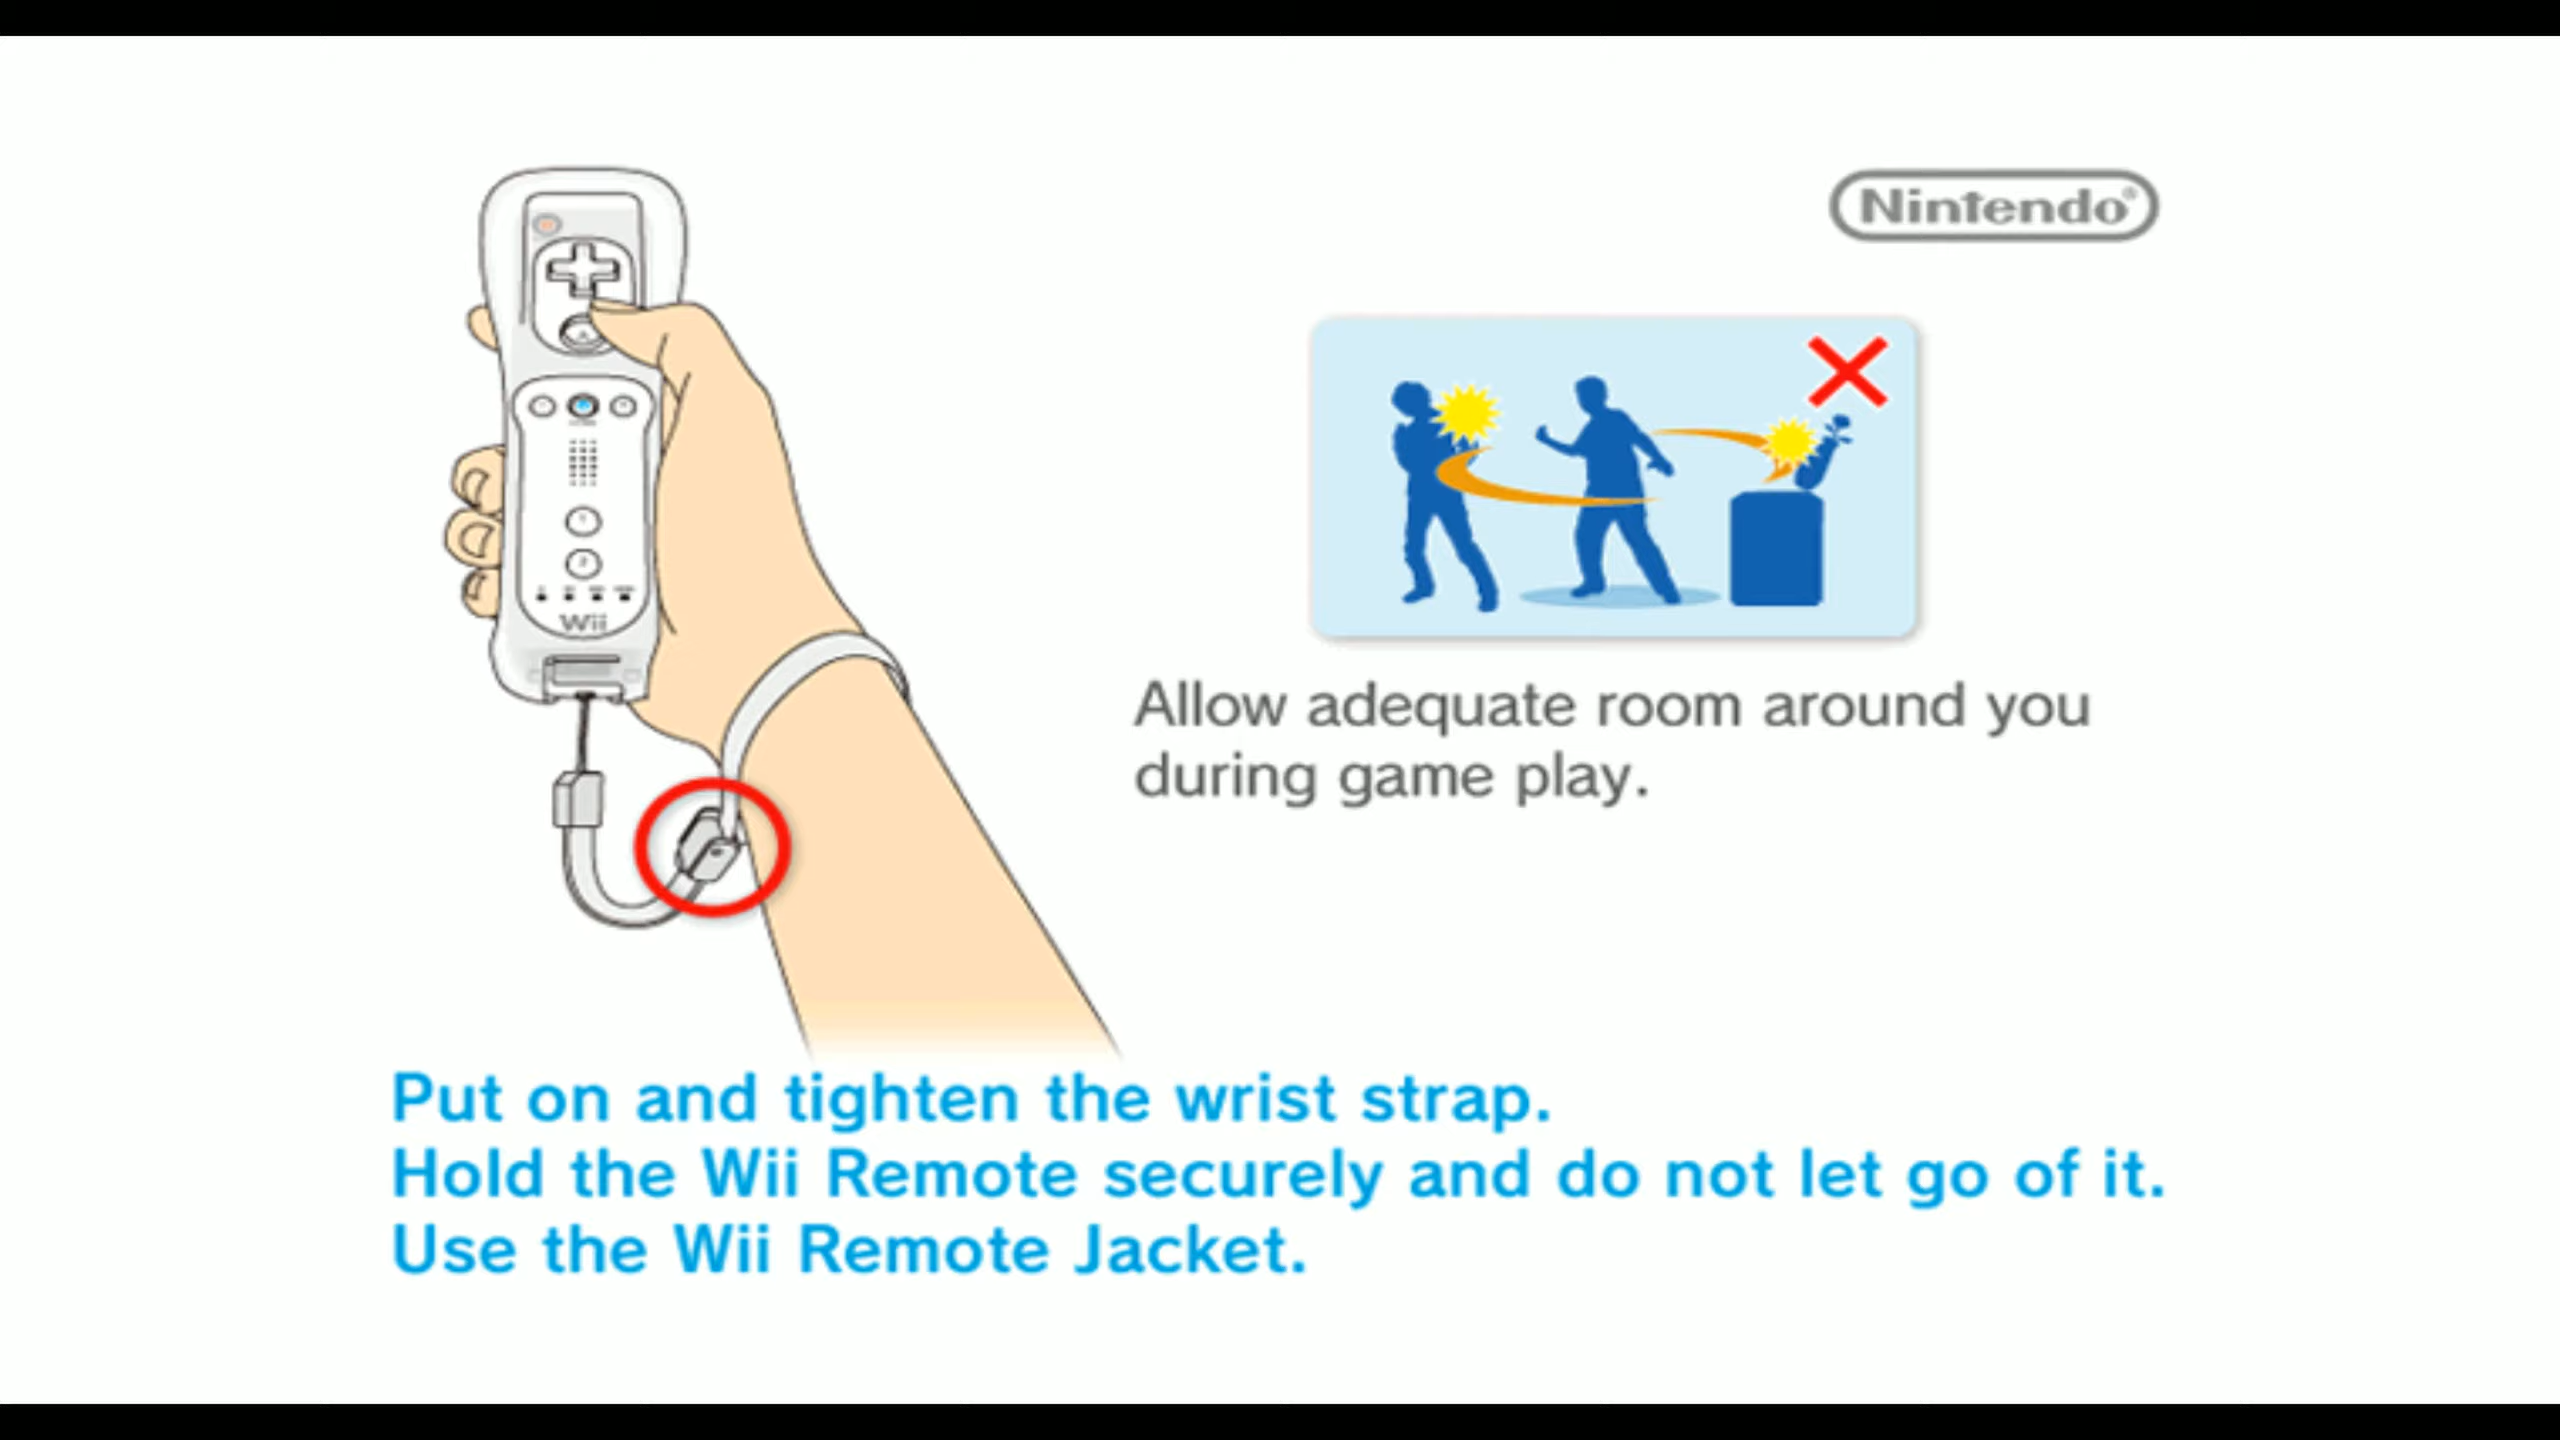 Nintendo®
Allow adequate room around you
during game play.
Wii
Put on and tighten the wrist strap.
Hold the Wii Remote securely and do not let go of it.
Use the Wii Remote Jacket.